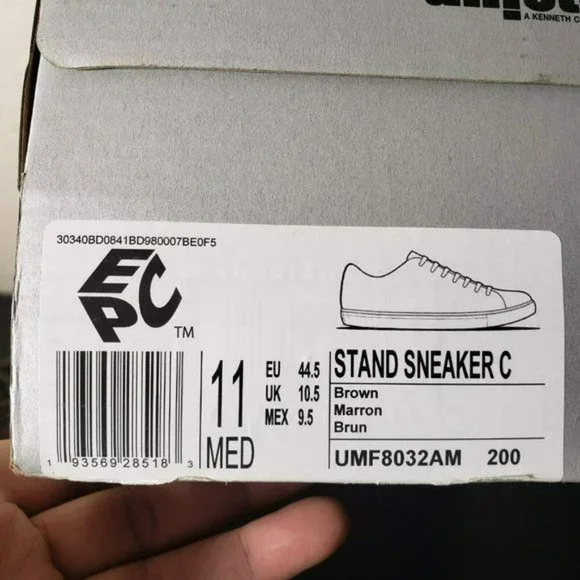 A KENNETH C
30340BD0841BD980007BE0F5
EPC TM
11
MED
EU 44.5
UK 10.5
MEX 9.5
STAND SNEAKER C
Brown
Marron
Brun
UMF8032AM 200
1 93569 28518 3